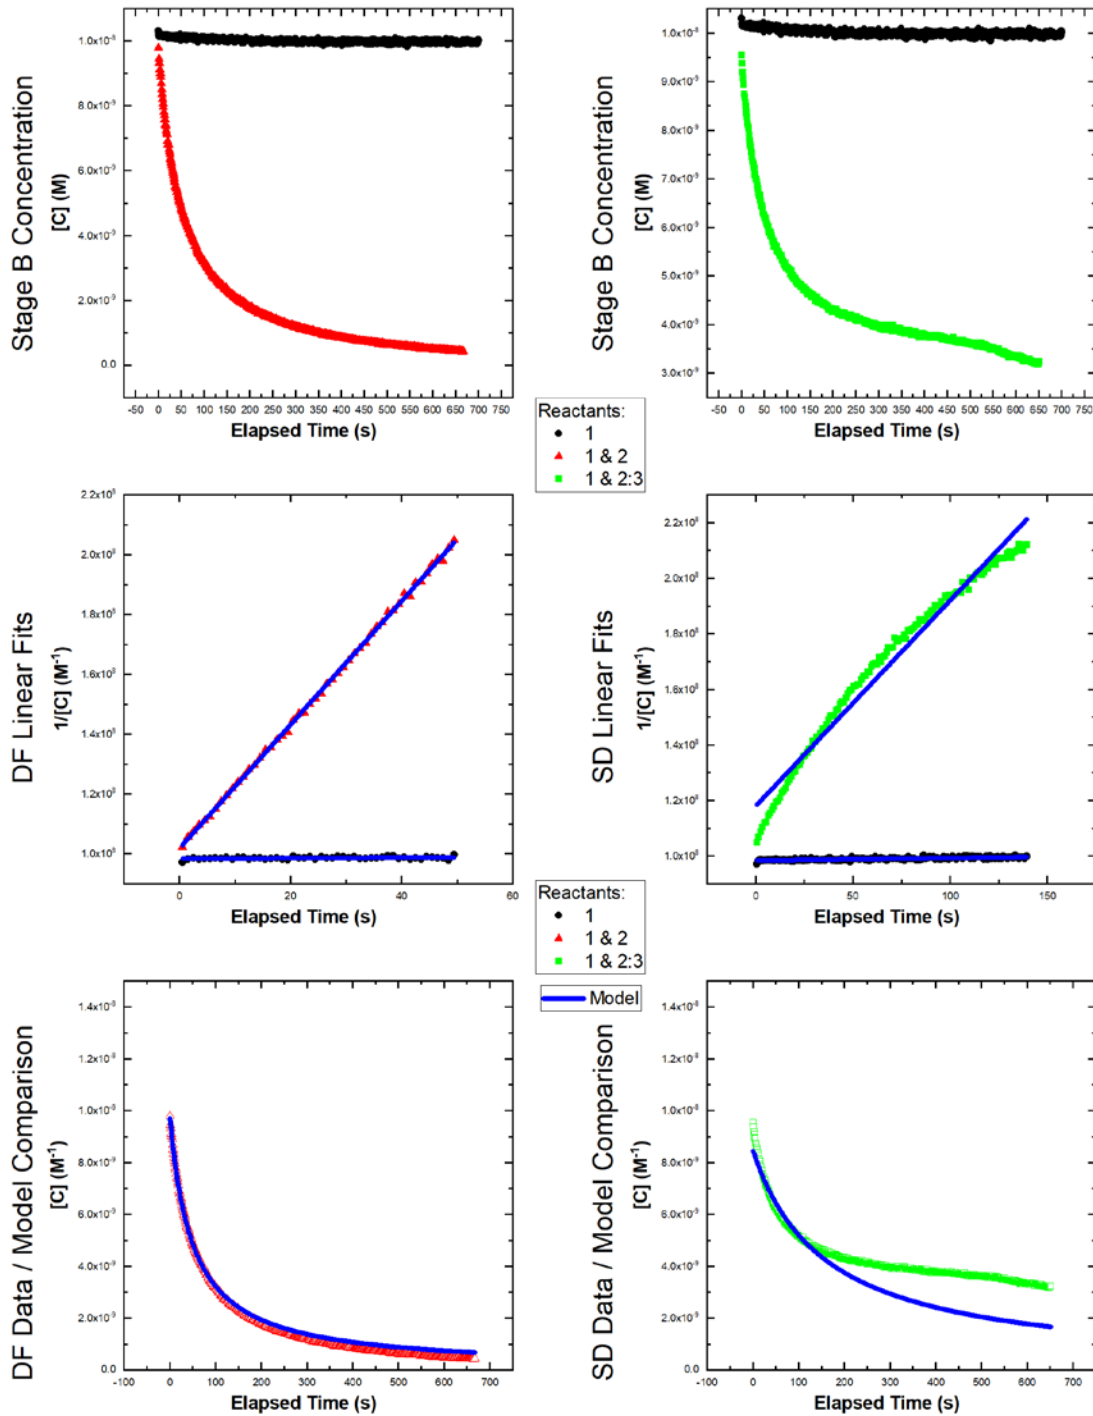 Stage B Concentration
[C] (M)
1.0x10⁻⁸
8.0x10⁻⁹
6.0x10⁻⁹
4.0x10⁻⁹
2.0x10⁻⁹
0.0
-50 0 50 100 150 200 250 300 350 400 450 500 550 600 650 700 750
Elapsed Time (s)
Stage B Concentration
[C] (M)
1.0x10⁻⁸
9.0x10⁻⁹
8.0x10⁻⁹
7.0x10⁻⁹
6.0x10⁻⁹
5.0x10⁻⁹
4.0x10⁻⁹
3.0x10⁻⁹
-50 0 50 100 150 200 250 300 350 400 450 500 550 600 650 700 750
Elapsed Time (s)
Reactants:
1
1 & 2
1 & 2:3
DF Linear Fits
1/[C] (M⁻¹)
2.2x10⁸
2.0x10⁸
1.8x10⁸
1.6x10⁸
1.4x10⁸
1.2x10⁸
1.0x10⁸
0 20 40 60
Elapsed Time (s)
SD Linear Fits
1/[C] (M⁻¹)
2.2x10⁸
2.0x10⁸
1.8x10⁸
1.6x10⁸
1.4x10⁸
1.2x10⁸
1.0x10⁸
0 50 100 150
Elapsed Time (s)
Reactants:
1
1 & 2
1 & 2:3
Model
DF Data / Model Comparison
[C] (M⁻¹)
1.4x10⁻⁸
1.2x10⁻⁸
1.0x10⁻⁸
8.0x10⁻⁹
6.0x10⁻⁹
4.0x10⁻⁹
2.0x10⁻⁹
0.0
-100 0 100 200 300 400 500 600 700
Elapsed Time (s)
SD Data / Model Comparison
[C] (M⁻¹)
1.4x10⁻⁸
1.2x10⁻⁸
1.0x10⁻⁸
8.0x10⁻⁹
6.0x10⁻⁹
4.0x10⁻⁹
2.0x10⁻⁹
0.0
-100 0 100 200 300 400 500 600 700
Elapsed Time (s)